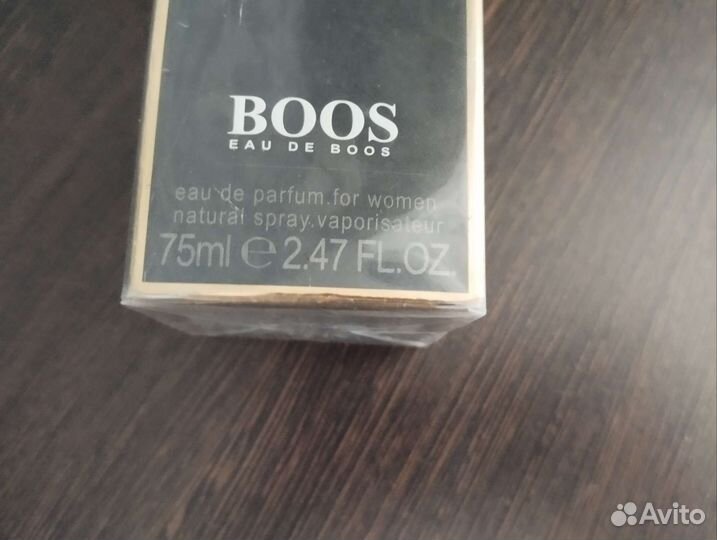 BOOS
EAU DE BOOS
eau de parfum.for women
natural spray.vaporisateur
75ml e 2.47 FL.OZ.
Avito